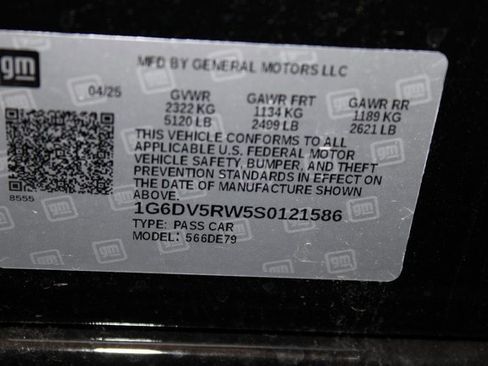 gm
MFD BY GENERAL MOTORS LLC
04/25 GVWR GAWR FRT GAWR RR
2322 KG 1134 KG 1189 KG
5120 LB 2499 LB 2621 LB
THIS VEHICLE CONFORMS TO ALL
APPLICABLE U.S. FEDERAL MOTOR
VEHICLE SAFETY, BUMPER, AND THEFT
PREVENTION STANDARDS IN EFFECT ON
THE DATE OF MANUFACTURE SHOWN
ABOVE.
8555
1G6DV5RW5S0121586
TYPE: PASS CAR
MODEL: 566DE79